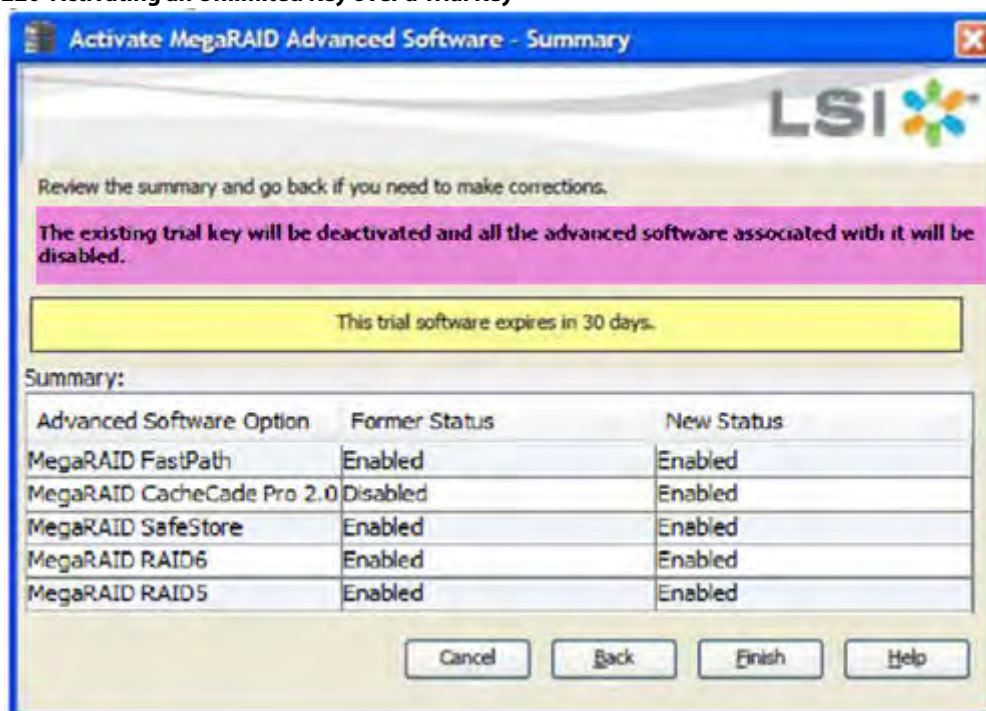 Activate MegaRAID Advanced Software - Summary
LSI
Review the summary and go back if you need to make corrections.
The existing trial key will be deactivated and all the advanced software associated with it will be
disabled.
This trial software expires in 30 days.
Summary:
Advanced Software Option Former Status New Status
MegaRAID FastPath Enabled Enabled
MegaRAID CacheCade Pro 2.0 Disabled Enabled
MegaRAID SafeStore Enabled Enabled
MegaRAID RAID6 Enabled Enabled
MegaRAID RAID5 Enabled Enabled
Cancel Back Finish Help